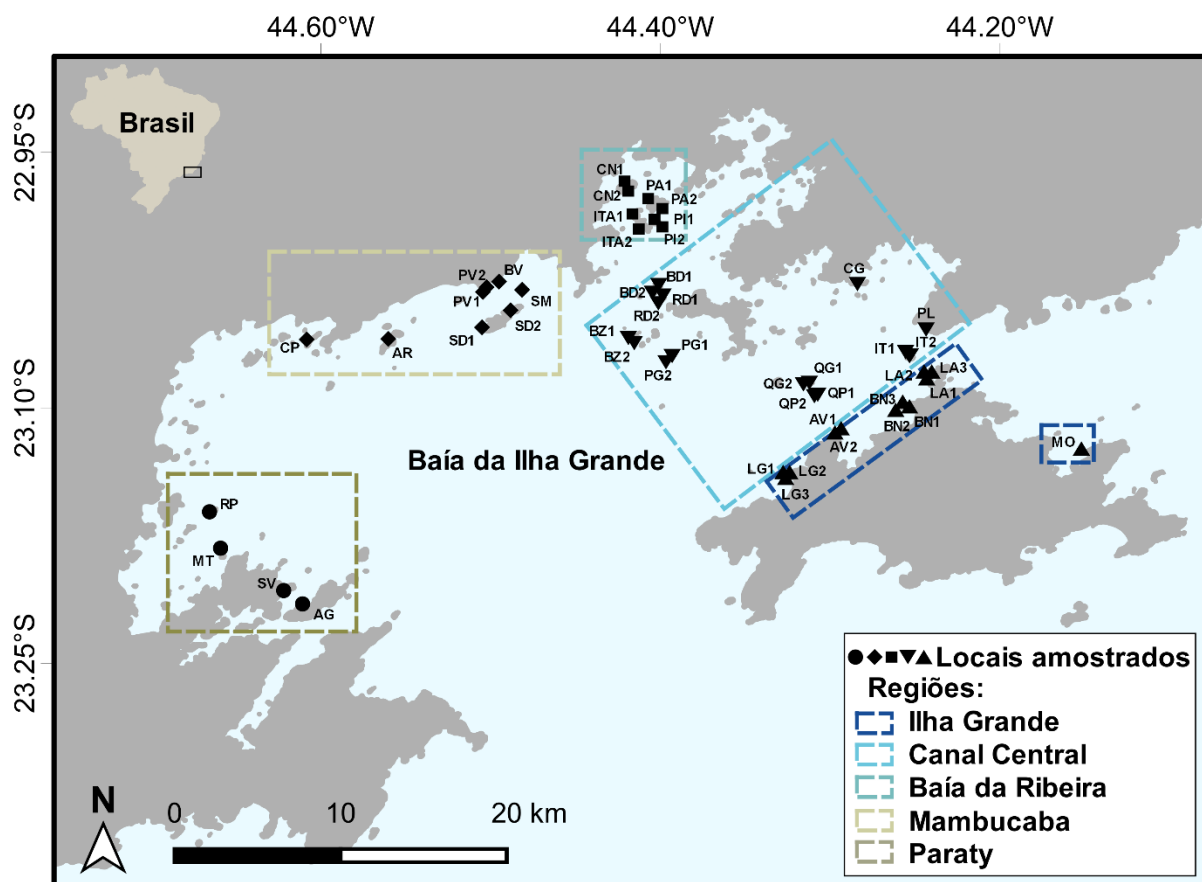 44.60°W 44.40°W 44.20°W
22.95°S
23.10°S
23.25°S
Brasil
CN1
CN2
PA1
PA2
ITA1
PI1
ITA2
PI2
PV2
BV
PV1
SM
SD2
SD1
CP
AR
BD1
BD2
RD1
RD2
BZ1
BZ2
PG1
PG2
CG
PL
IT1
IT2
QG1
QG2
QP1
QP2
LA2
LA3
LA1
BN3
BN1
BN2
AV1
AV2
LG1
LG2
LG3
MO
Baía da Ilha Grande
RP
MT
SV
AG
N
0 10 20 km
Locais amostrados
Regiões:
Ilha Grande
Canal Central
Baía da Ribeira
Mambucaba
Paraty